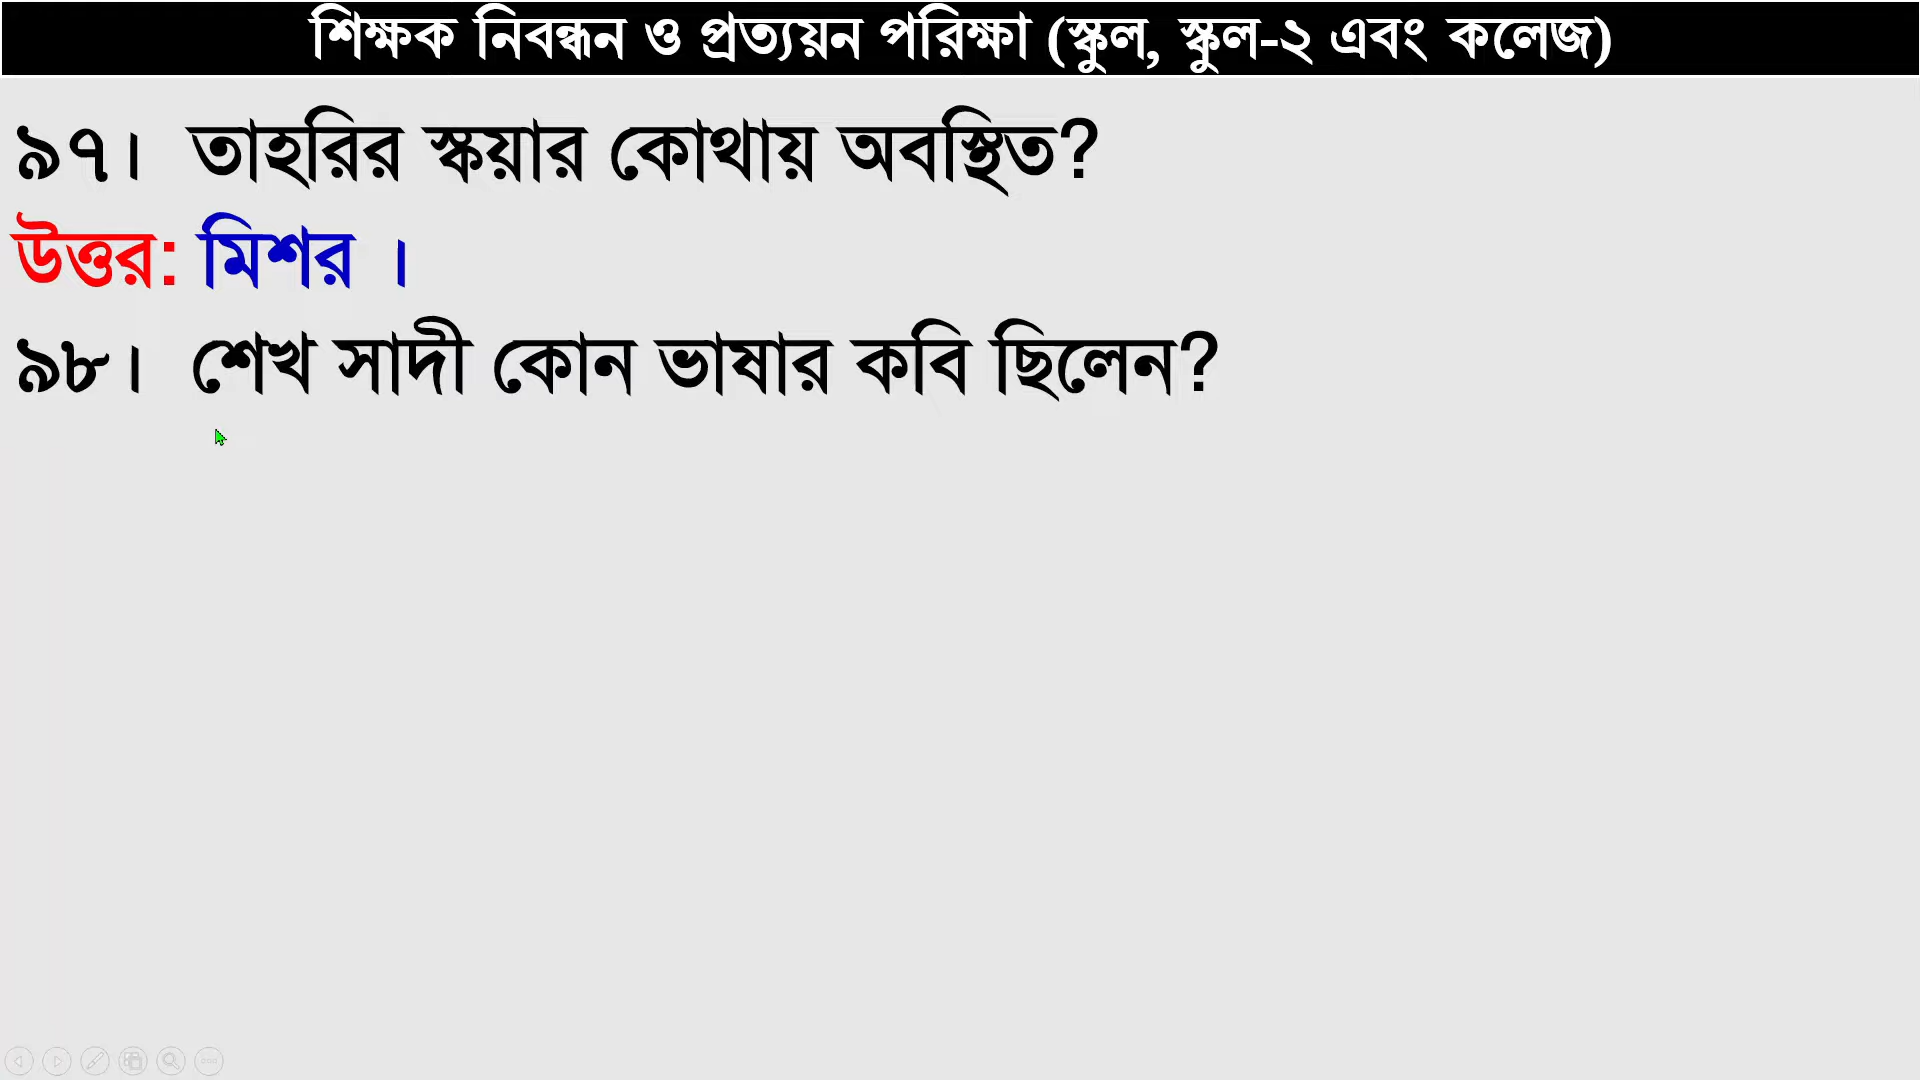 শিক্ষক নিবন্ধন ও প্রত্যয়ন পরিক্ষা (স্কুল, স্কুল-২ এবং কলেজ)
৯৭। তাহরির স্কয়ার কোথায় অবস্থিত?
উত্তর: মিশর ।
৯৮। শেখ সাদী কোন ভাষার কবি ছিলেন?